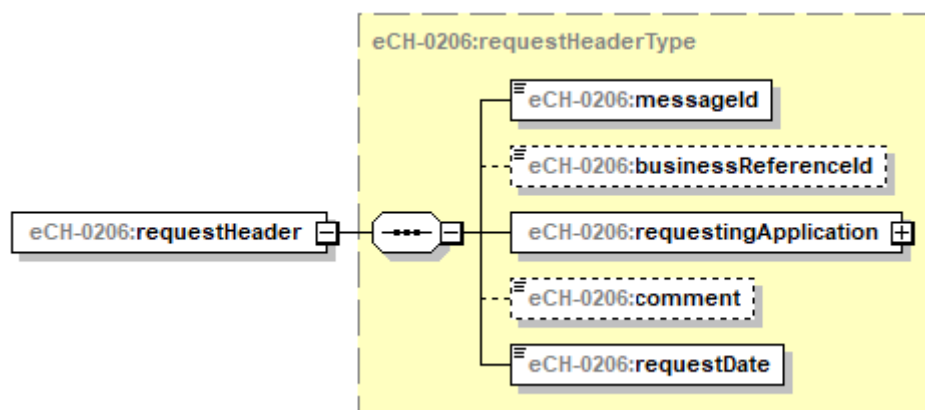 eCH-0206:requestHeaderType
eCH-0206:messageId
eCH-0206:businessReferenceId
eCH-0206:requestHeader
eCH-0206:requestingApplication
eCH-0206:comment
eCH-0206:requestDate